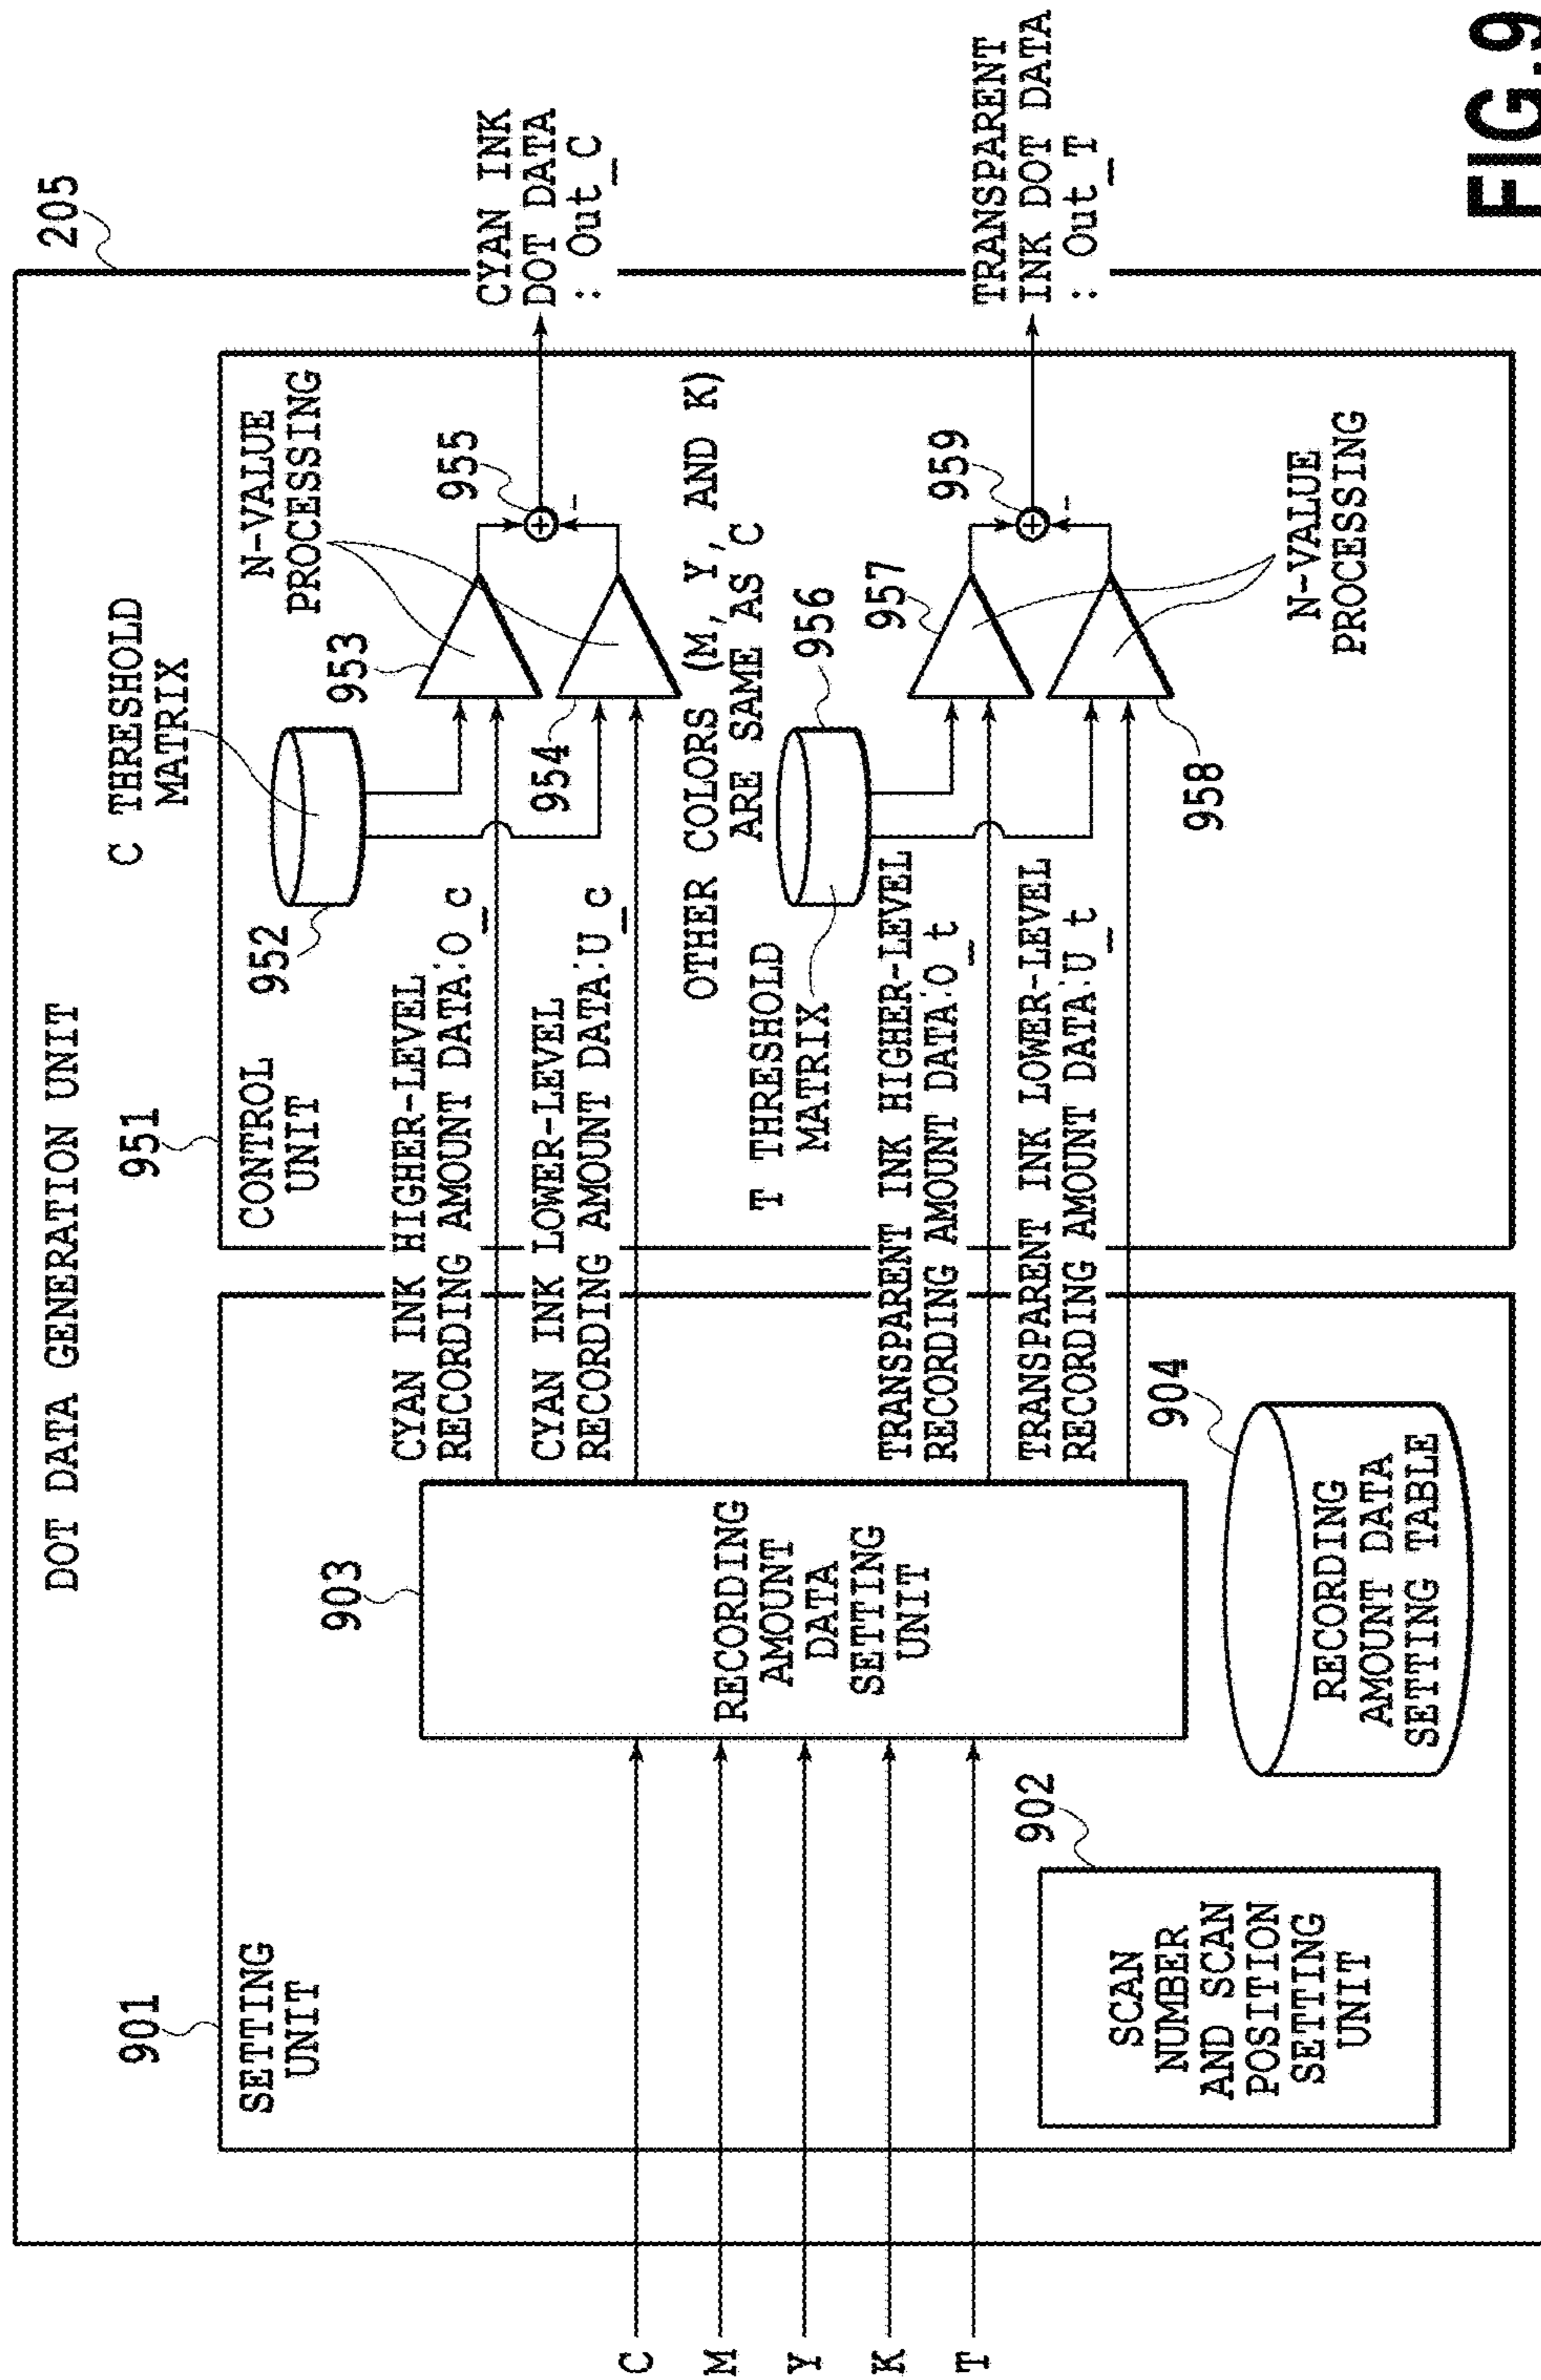 DOT DATA GENERATION UNIT
205
901
SETTING
UNIT
C
M
Y
K
T
903
RECORDING
AMOUNT
DATA
SETTING
UNIT
902
SCAN
NUMBER
AND SCAN
POSITION
SETTING
UNIT
904
RECORDING
AMOUNT DATA
SETTING TABLE
951
CONTROL
UNIT
952
C THRESHOLD
MATRIX
CYAN INK HIGHER-LEVEL
RECORDING AMOUNT DATA:O_c
CYAN INK LOWER-LEVEL
RECORDING AMOUNT DATA:U_c
953
954
N-VALUE
PROCESSING
955
-
CYAN INK
DOT DATA
: Out_C
OTHER COLORS (M, Y, AND K)
ARE SAME AS C
T THRESHOLD
MATRIX
956
TRANSPARENT INK HIGHER-LEVEL
RECORDING AMOUNT DATA:O_t
TRANSPARENT INK LOWER-LEVEL
RECORDING AMOUNT DATA:U_t
957
958
959
-
N-VALUE
PROCESSING
TRANSPARENT
INK DOT DATA
: Out_T
FIG.9